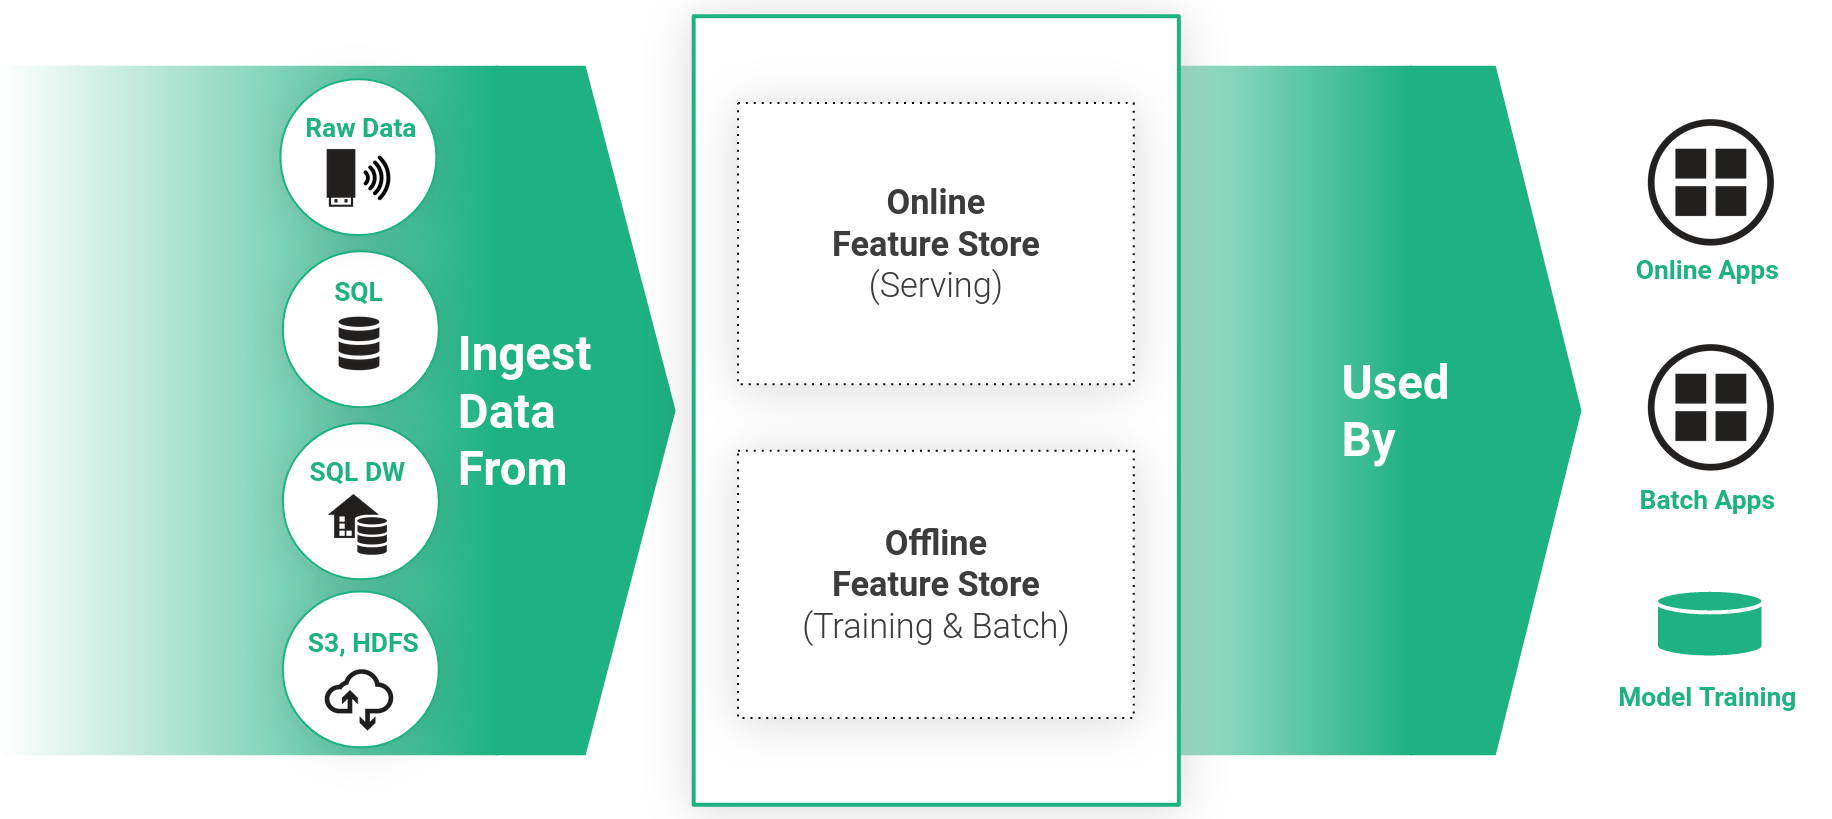 Raw Data
SQL
SQL DW
S3, HDFS
Ingest
Data
From
Online
Feature Store
(Serving)
Offline
Feature Store
(Training & Batch)
Used
By
Online Apps
Batch Apps
Model Training